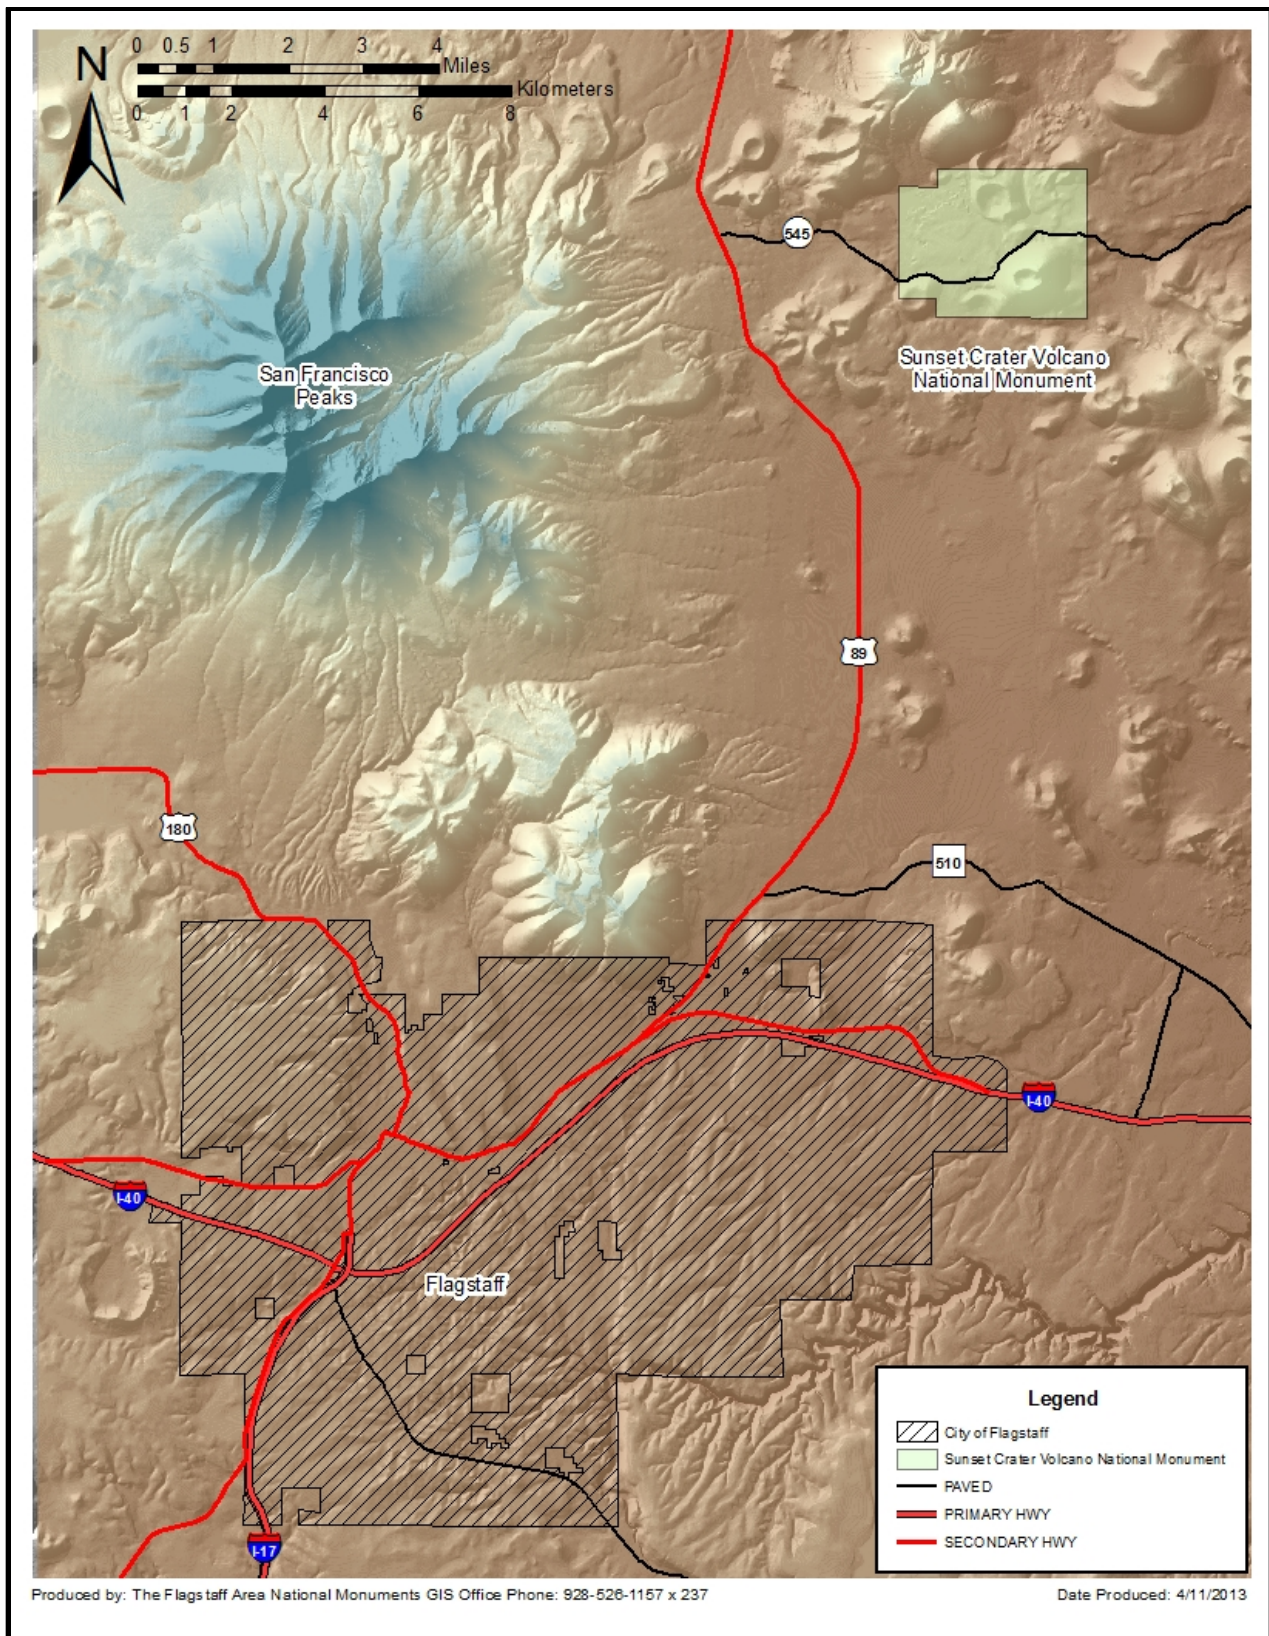 N
0 0.5 1 2 3 4
Miles
Kilometers
0 1 2 4 6 8
545
San Francisco
Peaks
Sunset Crater Volcano
National Monument
89
180
510
I-40
I-40
Flagstaff
I-17
Legend
City of Flagstaff
Sunset Crater Volcano National Monument
PAVED
PRIMARY HWY
SECONDARY HWY
Produced by: The Flagstaff Area National Monuments GIS Office Phone: 928-526-1157 x 237
Date Produced: 4/11/2013